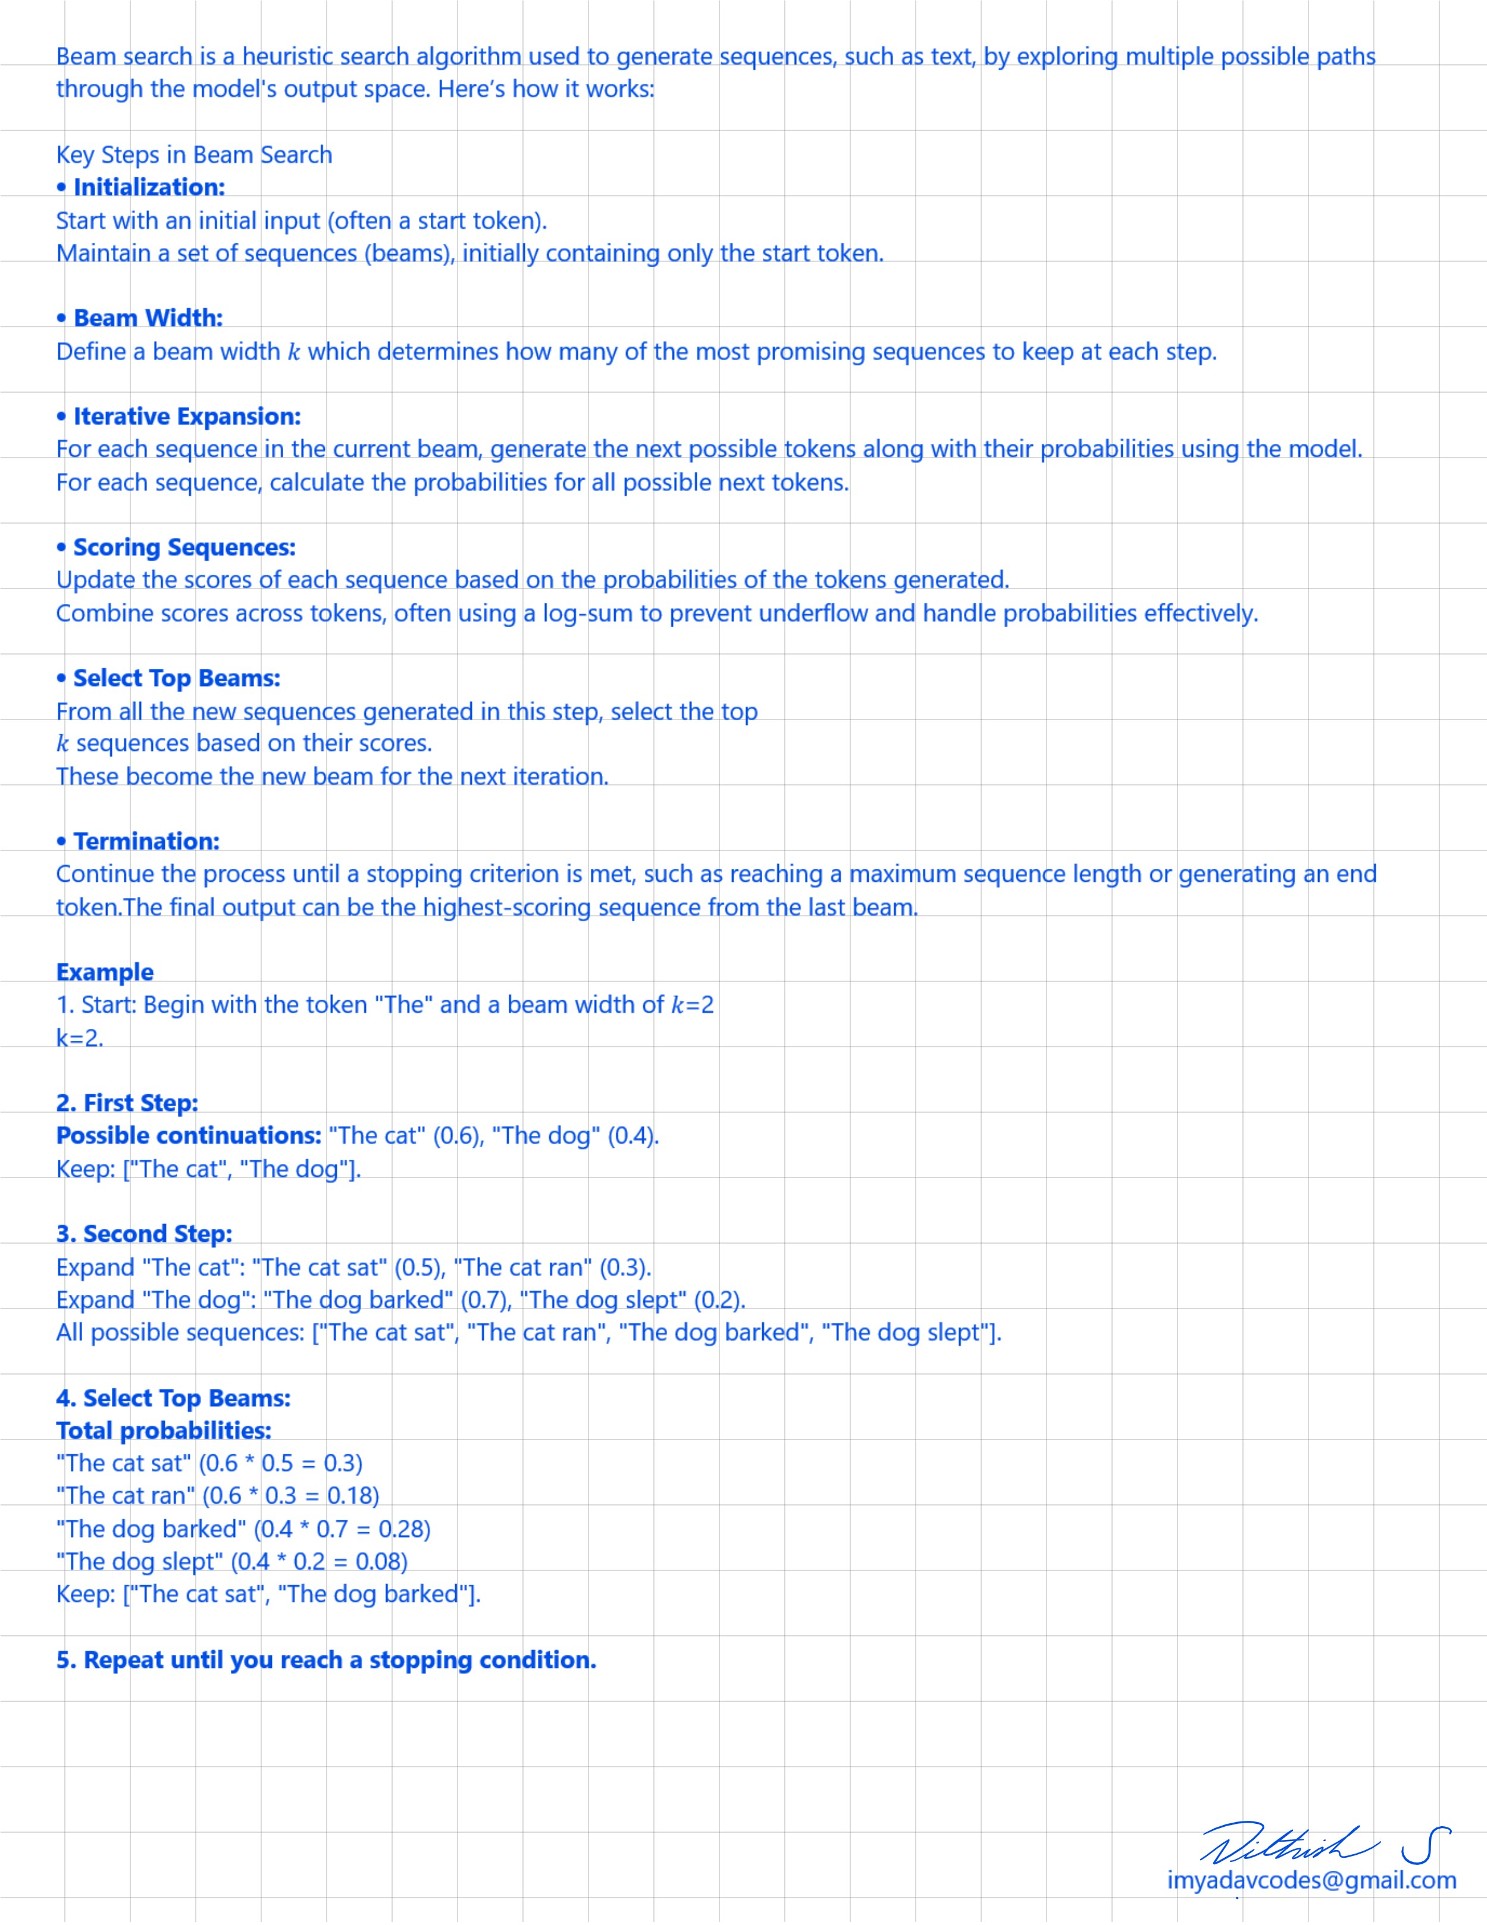 Beam search is a heuristic search algorithm used to generate sequences, such as text, by exploring multiple possible paths
through the model's output space. Here’s how it works:
Key Steps in Beam Search
• Initialization:
Start with an initial input (often a start token).
Maintain a set of sequences (beams), initially containing only the start token.
• Beam Width:
Define a beam width k which determines how many of the most promising sequences to keep at each step.
• Iterative Expansion:
For each sequence in the current beam, generate the next possible tokens along with their probabilities using the model.
For each sequence, calculate the probabilities for all possible next tokens.
• Scoring Sequences:
Update the scores of each sequence based on the probabilities of the tokens generated.
Combine scores across tokens, often using a log-sum to prevent underflow and handle probabilities effectively.
• Select Top Beams:
From all the new sequences generated in this step, select the top
k sequences based on their scores.
These become the new beam for the next iteration.
• Termination:
Continue the process until a stopping criterion is met, such as reaching a maximum sequence length or generating an end
token.The final output can be the highest-scoring sequence from the last beam.
Example
1. Start: Begin with the token "The" and a beam width of k=2
k=2.
2. First Step:
Possible continuations: "The cat" (0.6), "The dog" (0.4).
Keep: ["The cat", "The dog"].
3. Second Step:
Expand "The cat": "The cat sat" (0.5), "The cat ran" (0.3).
Expand "The dog": "The dog barked" (0.7), "The dog slept" (0.2).
All possible sequences: ["The cat sat", "The cat ran", "The dog barked", "The dog slept"].
4. Select Top Beams:
Total probabilities:
"The cat sat" (0.6 * 0.5 = 0.3)
"The cat ran" (0.6 * 0.3 = 0.18)
"The dog barked" (0.4 * 0.7 = 0.28)
"The dog slept" (0.4 * 0.2 = 0.08)
Keep: ["The cat sat", "The dog barked"].
5. Repeat until you reach a stopping condition.
S
imyadavcodes@gmail.com